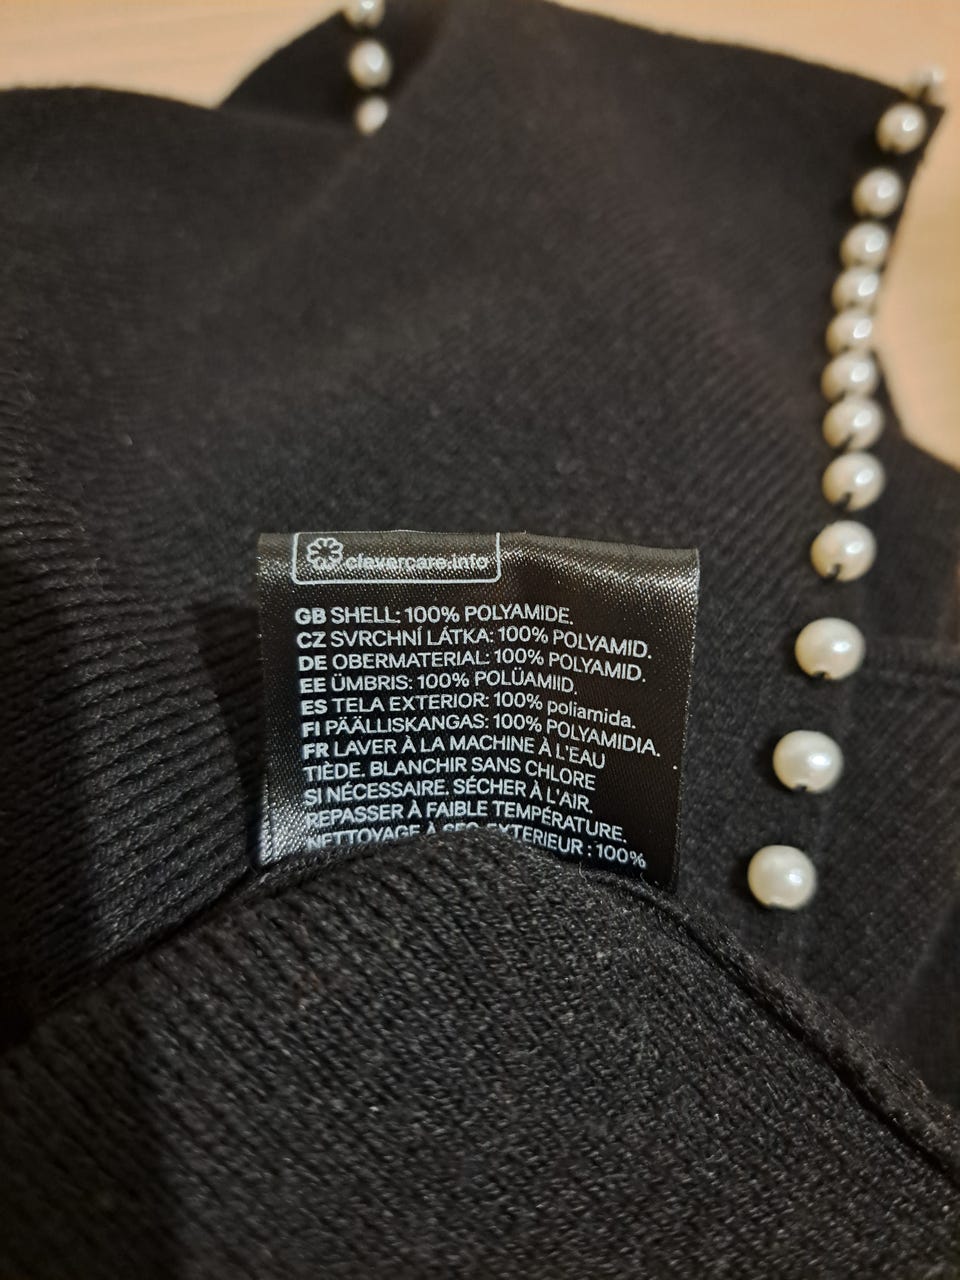 clevercare.info
GB SHELL: 100% POLYAMIDE.
CZ SVRCHNÍ LÁTKA: 100% POLYAMID.
DE OBERMATERIAL: 100% POLYAMID.
EE ÜMBRIS: 100% POLÜAMIID.
ES TELA EXTERIOR: 100% poliamida.
FI PÄÄLLISKANGAS: 100% POLYAMIDIA.
FR LAVER À LA MACHINE À L'EAU
TIÈDE. BLANCHIR SANS CHLORE
SI NÉCESSAIRE. SÉCHER À L'AIR.
REPASSER À FAIBLE TEMPÉRATURE.
NETTOYAGE À SEC EXTERIEUR : 100%